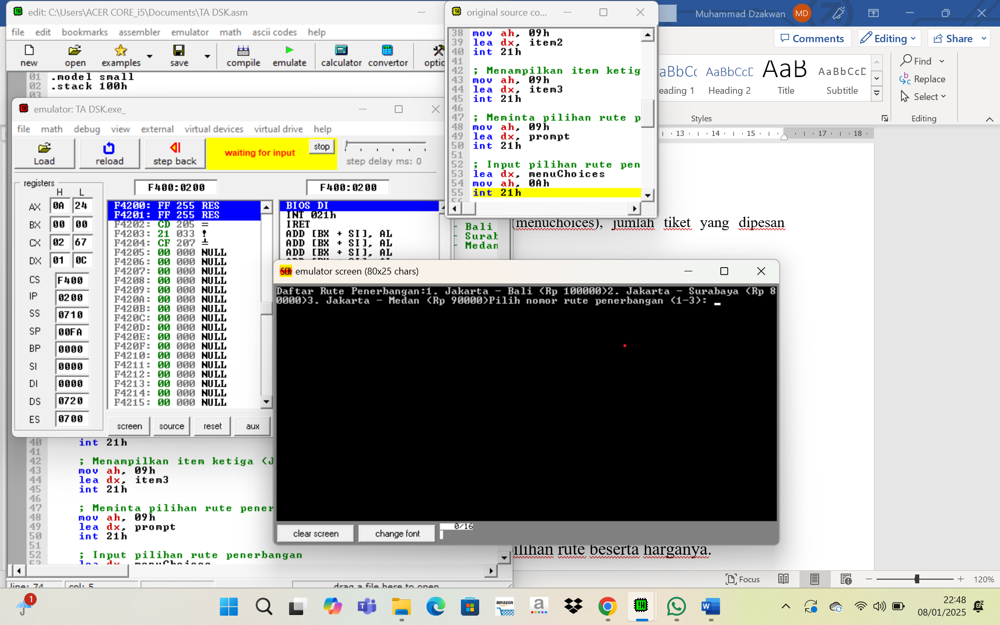 edit: C:\Users\ACER CORE_i5\Documents\TA DSK.asm
file edit bookmarks assembler emulator math ascii codes help
new open examples save compile emulate calculator convertor optio
01 .model small
02 .stack 100h
03
emulator: TA DSK.exe_
file math debug view external virtual devices virtual drive help
Load reload step back waiting for input stop step delay ms: 0
registers F400:0200 F400:0200
H L
AX 0A 24
BX 00 00
CX 02 67
DX 01 0C
CS F400
IP 0200
SS 0710
SP 00FA
BP 0000
SI 0000
DI 0000
DS 0720
ES 0700
F4200: FF 255 RES
F4201: FF 255 RES
F4202: CD 205 =
F4203: 21 033 !
F4204: CF 207 ╧
F4205: 00 000 NULL
F4206: 00 000 NULL
F4207: 00 000 NULL
F4208: 00 000 NULL
F4209: 00 000 NULL
F420A: 00 000 NULL
F420B: 00 000 NULL
F420C: 00 000 NULL
F420D: 00 000 NULL
F420E: 00 000 NULL
F420F: 00 000 NULL
F4210: 00 000 NULL
F4211: 00 000 NULL
F4212: 00 000 NULL
F4213: 00 000 NULL
F4214: 00 000 NULL
F4215: 00 000 NULL
BIOS DI
INT 021h
IRET
ADD [BX + SI], AL
ADD [BX + SI], AL
ADD [BX + SI], AL
screen source reset aux
- Bali
- Surab
- Medan
original source co...
38 mov ah, 09h
39 lea dx, item2
40 int 21h
41
42 ; Menampilkan item ketig
43 mov ah, 09h
44 lea dx, item3
45 int 21h
46
47 ; Meminta pilihan rute p
48 mov ah, 09h
49 lea dx, prompt
50 int 21h
51
52 ; Input pilihan rute pen
53 lea dx, menuChoices
54 mov ah, 0Ah
55 int 21h
56
Muhammad Dzakwan MD
Comments Editing Share
AaBbCc AaBbCcD AaB AaBbCcD
eading 1 Heading 2 Title Subtitle
Find
Replace
Select
Styles Editing
13 14 15 17 18
(menuchoices), jumlah tiket yang dipesan
emulator screen (80x25 chars)
Daftar Rute Penerbangan:1. Jakarta - Bali (Rp 100000)2. Jakarta - Surabaya (Rp 8
0000)3. Jakarta - Medan (Rp 90000)Pilih nomor rute penerbangan (1-3): _
clear screen change font 0/16
40 int 21h
41
42 ; Menampilkan item ketiga (J
43 mov ah, 09h
44 lea dx, item3
45 int 21h
46
47 ; Meminta pilihan rute pener
48 mov ah, 09h
49 lea dx, prompt
50 int 21h
51
52 ; Input pilihan rute penerbangan
53 lea dx, menuChoices
line: 74 col: 5 drag a file here to open
ilihan rute beserta harganya.
Focus 120%
1
amazon
a
22:48
08/01/2025